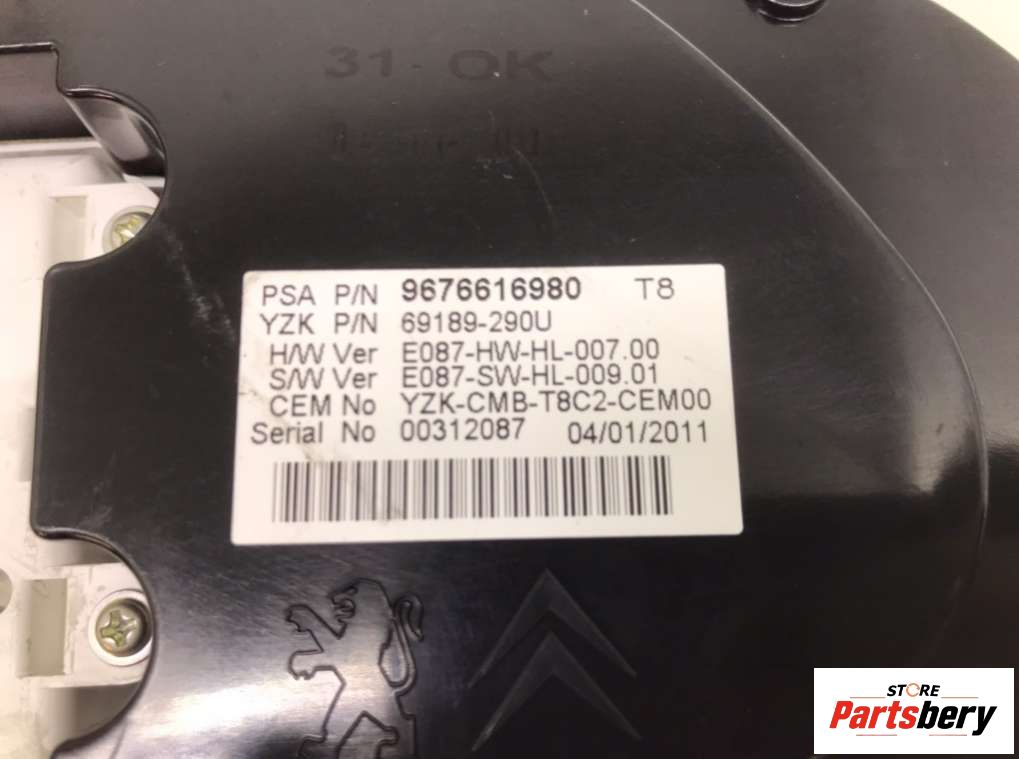 31- OK
PSA P/N 9676616980 T8
YZK P/N 69189-290U
H/W Ver E087-HW-HL-007.00
S/W Ver E087-SW-HL-009.01
CEM No YZK-CMB-T8C2-CEM00
Serial No 00312087 04/01/2011
STORE
Partsbery